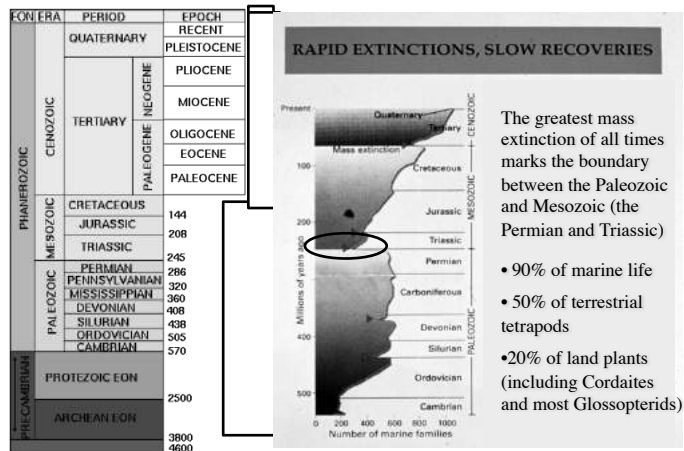 EON ERA PERIOD EPOCH
PHANEROZOIC
CENOZOIC
QUATERNARY
RECENT
PLEISTOCENE
TERTIARY
NEOGENE
PLIOCENE
MIOCENE
PALEOGENE
OLIGOCENE
EOCENE
PALEOCENE
MESOZOIC
CRETACEOUS
144
JURASSIC
208
TRIASSIC
245
PALEOZOIC
PERMIAN
286
PENNSYLVANIAN
320
MISSISSIPPIAN
360
DEVONIAN
408
SILURIAN
438
ORDOVICIAN
505
CAMBRIAN
570
PRECAMBRIAN
PROTEZOIC EON
2500
ARCHEAN EON
3800
4600
RAPID EXTINCTIONS, SLOW RECOVERIES
Present
100
200
400
500
Millions of years ago
Quaternary
Tertiary
Mass extinction
Cretaceous
Jurassic
Triassic
Permian
Carboniferous
Devonian
Silurian
Ordovician
Cambrian
CENOZOIC
MESOZOIC
PALEOZOIC
0 200 400 600 800 1000
Number of marine families
The greatest mass
extinction of all times
marks the boundary
between the Paleozoic
and Mesozoic (the
Permian and Triassic)
• 90% of marine life
• 50% of terrestrial
tetrapods
•20% of land plants
(including Cordaites
and most Glossopterids)